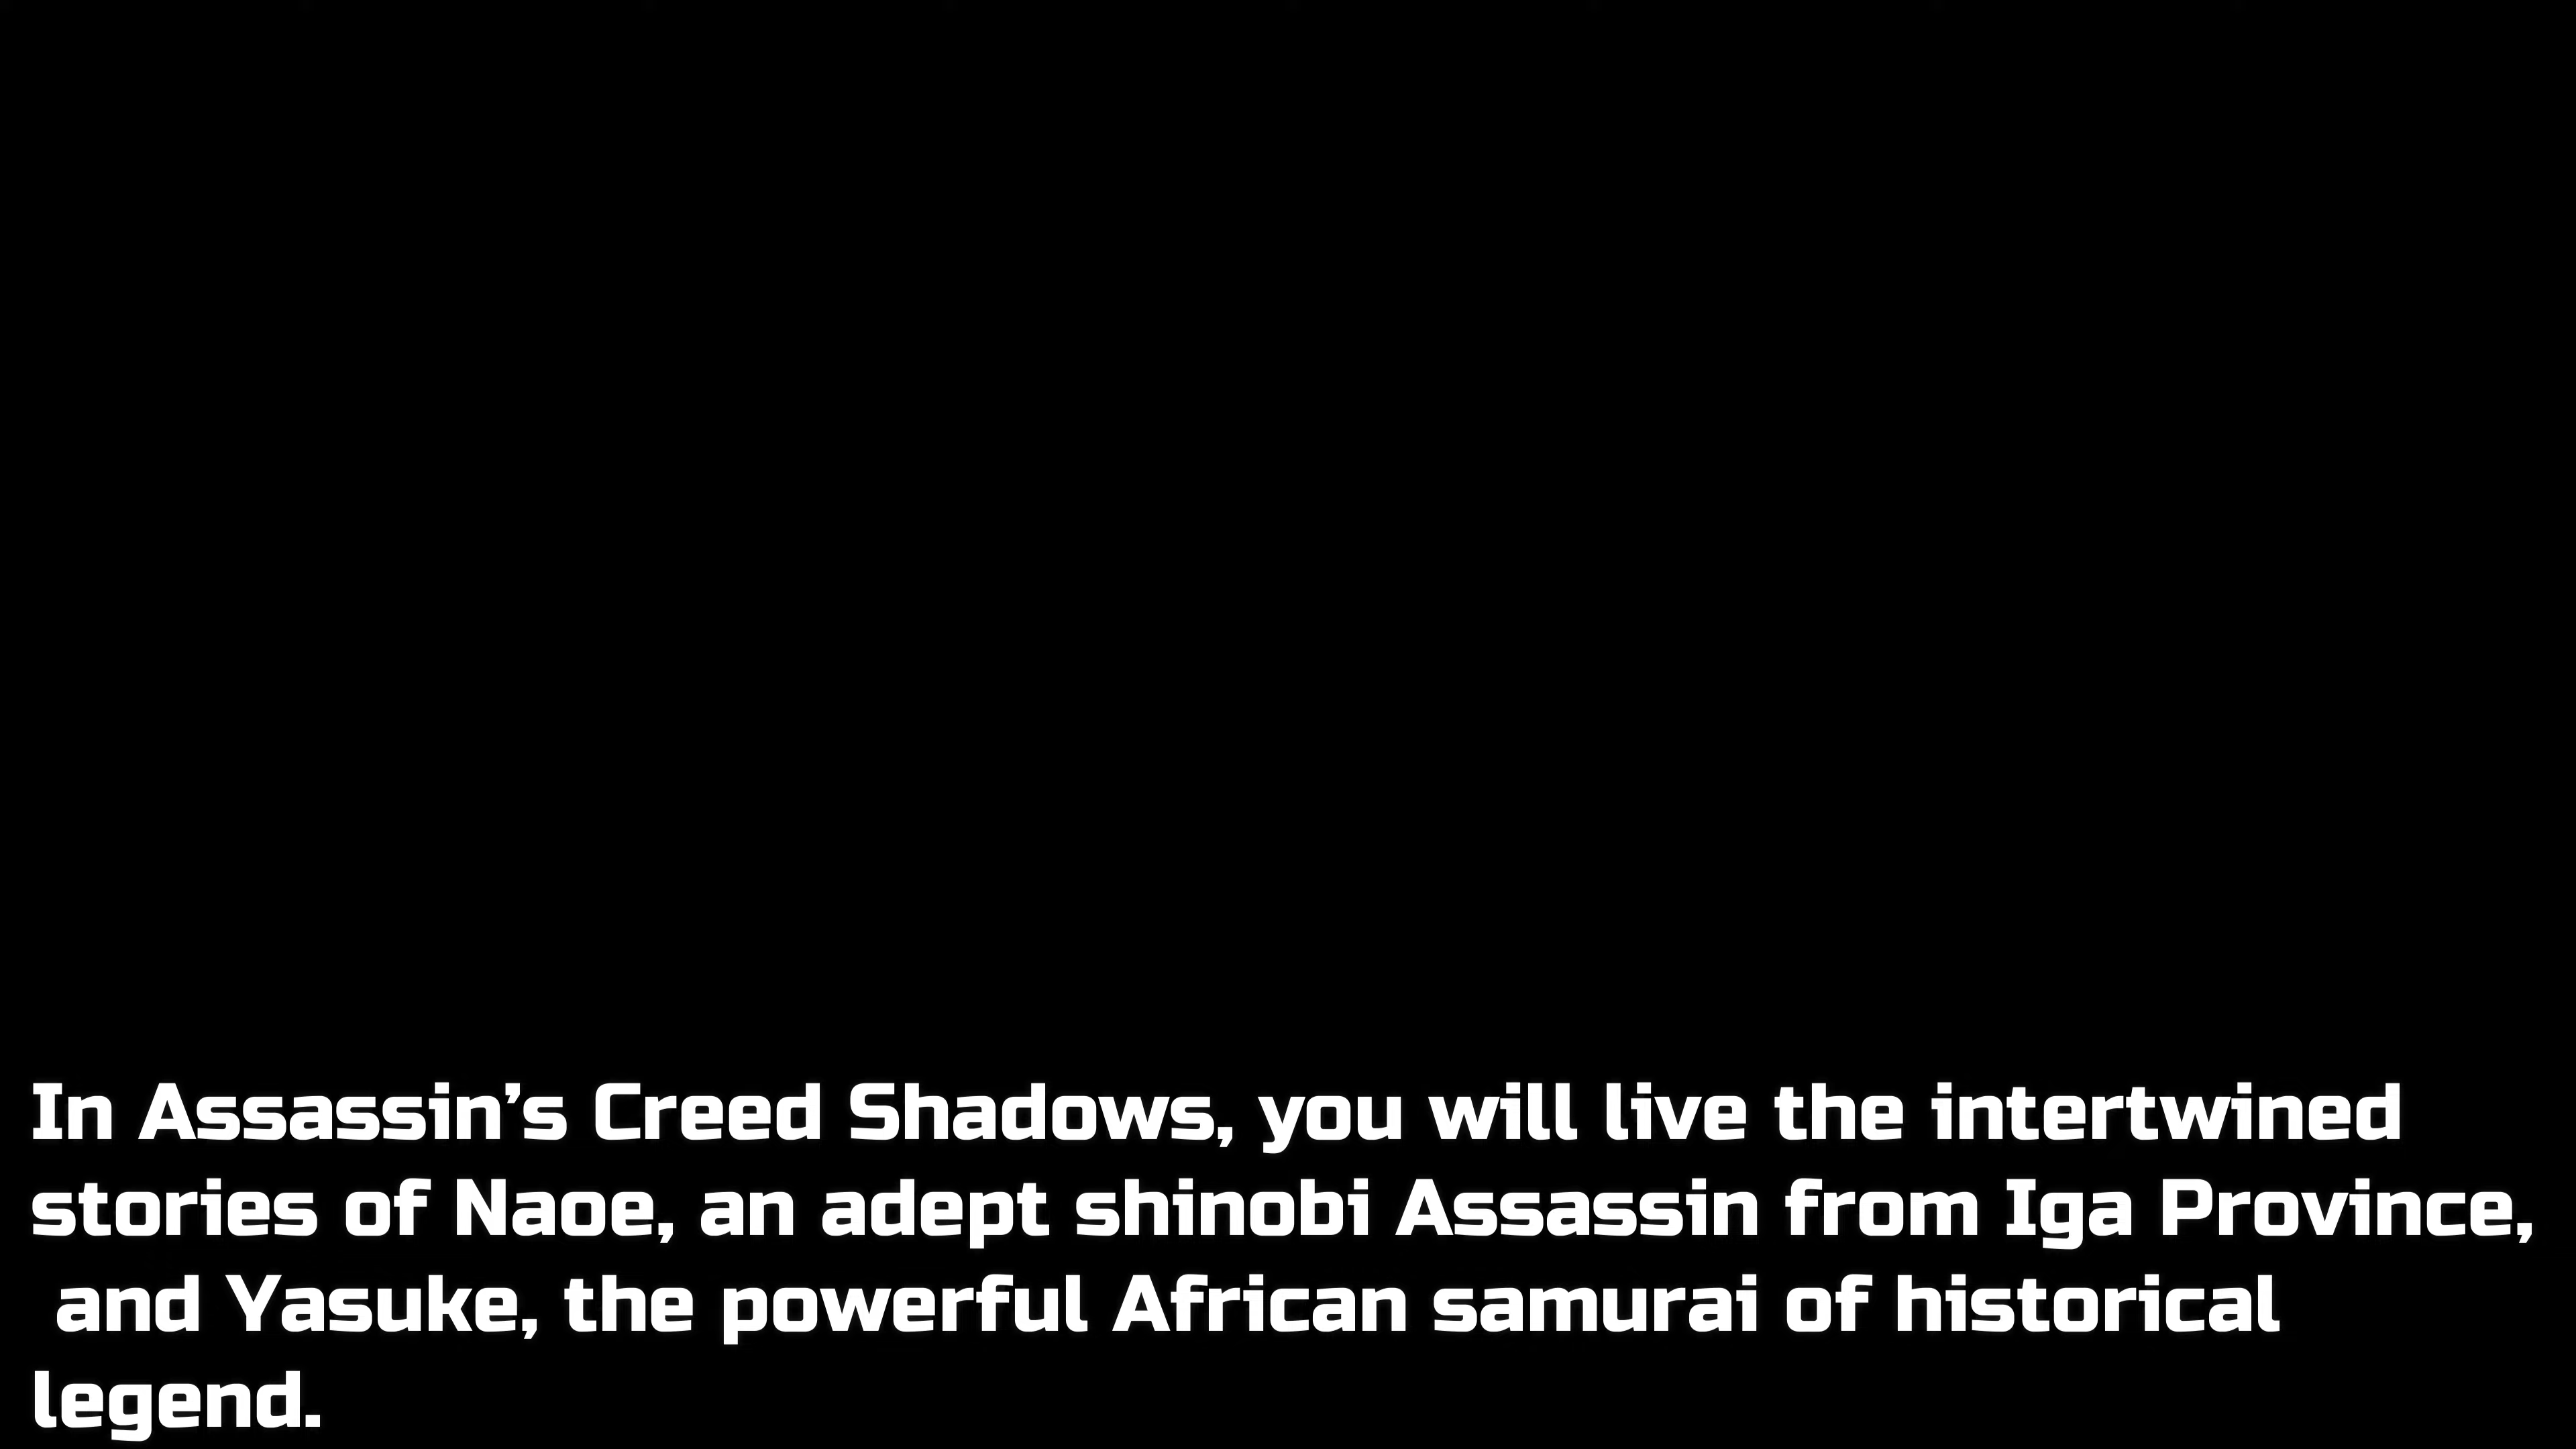 In Assassin’s Creed Shadows, you will live the intertwined
stories of Naoe, an adept shinobi Assassin from Iga Province,
and Yasuke, the powerful African samurai of historical
legend.